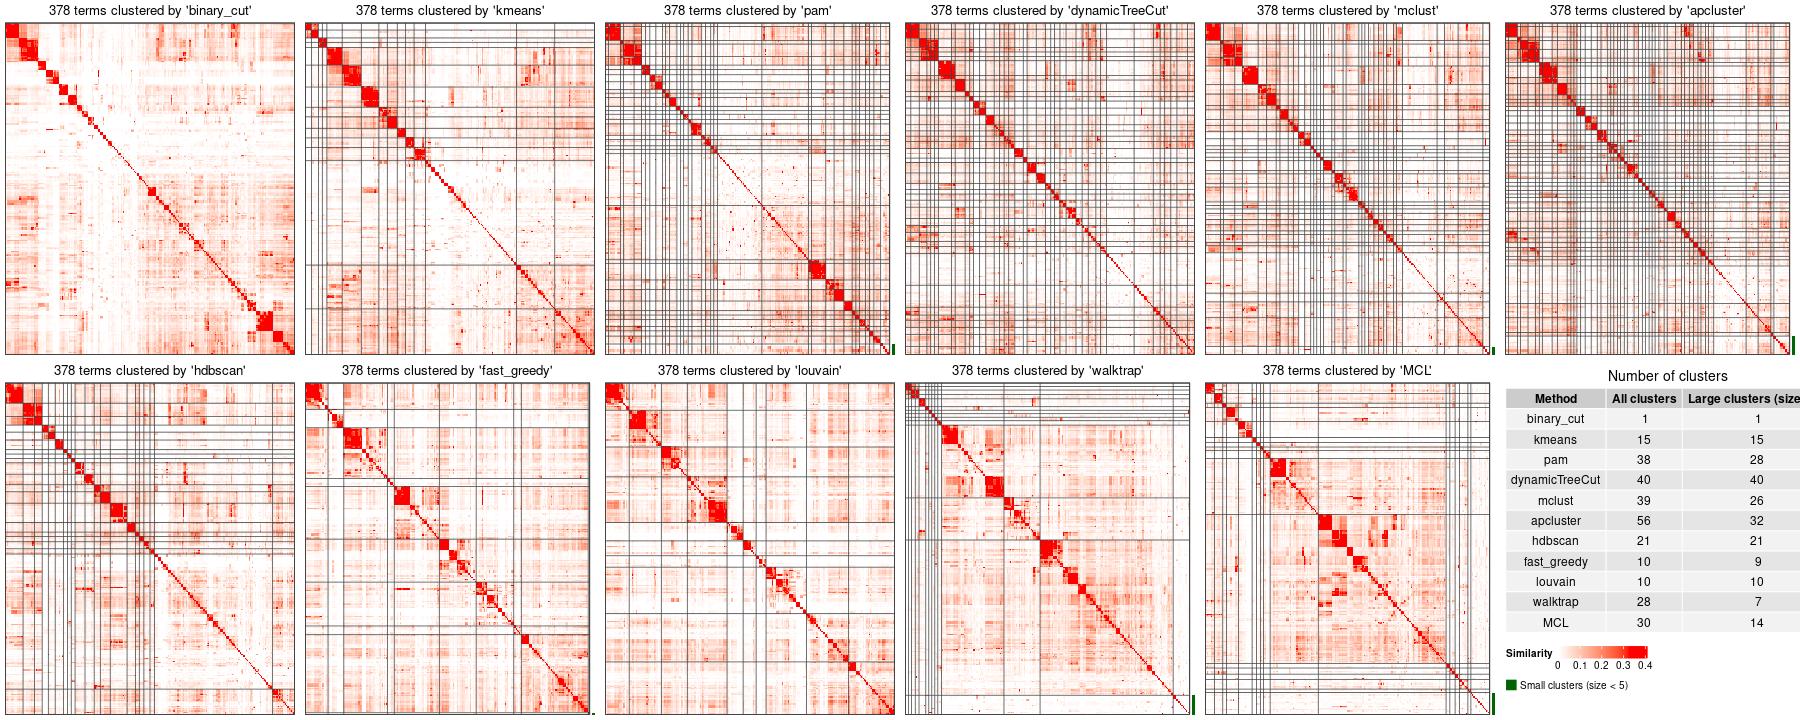 378 terms clustered by 'binary_cut'
378 terms clustered by 'kmeans'
378 terms clustered by 'pam'
378 terms clustered by 'dynamicTreeCut'
378 terms clustered by 'mclust'
378 terms clustered by 'apcluster'
378 terms clustered by 'hdbscan'
378 terms clustered by 'fast_greedy'
378 terms clustered by 'louvain'
378 terms clustered by 'walktrap'
378 terms clustered by 'MCL'
Number of clusters
Method All clusters Large clusters (size
binary_cut 1 1
kmeans 15 15
pam 38 28
dynamicTreeCut 40 40
mclust 39 26
apcluster 56 32
hdbscan 21 21
fast_greedy 10 9
louvain 10 10
walktrap 28 7
MCL 30 14
Similarity
0 0.1 0.2 0.3 0.4
Small clusters (size < 5)